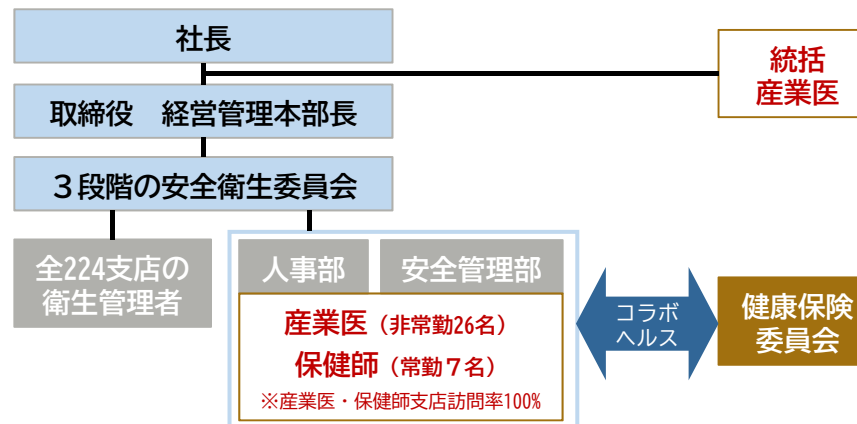 社長
統括
産業医
取締役　経営管理本部長
３段階の安全衛生委員会
全224支店の
衛生管理者
人事部
安全管理部
産業医（非常勤26名）
保健師（常勤７名）
※産業医・保健師支店訪問率100%
コラボ
ヘルス
健康保険
委員会